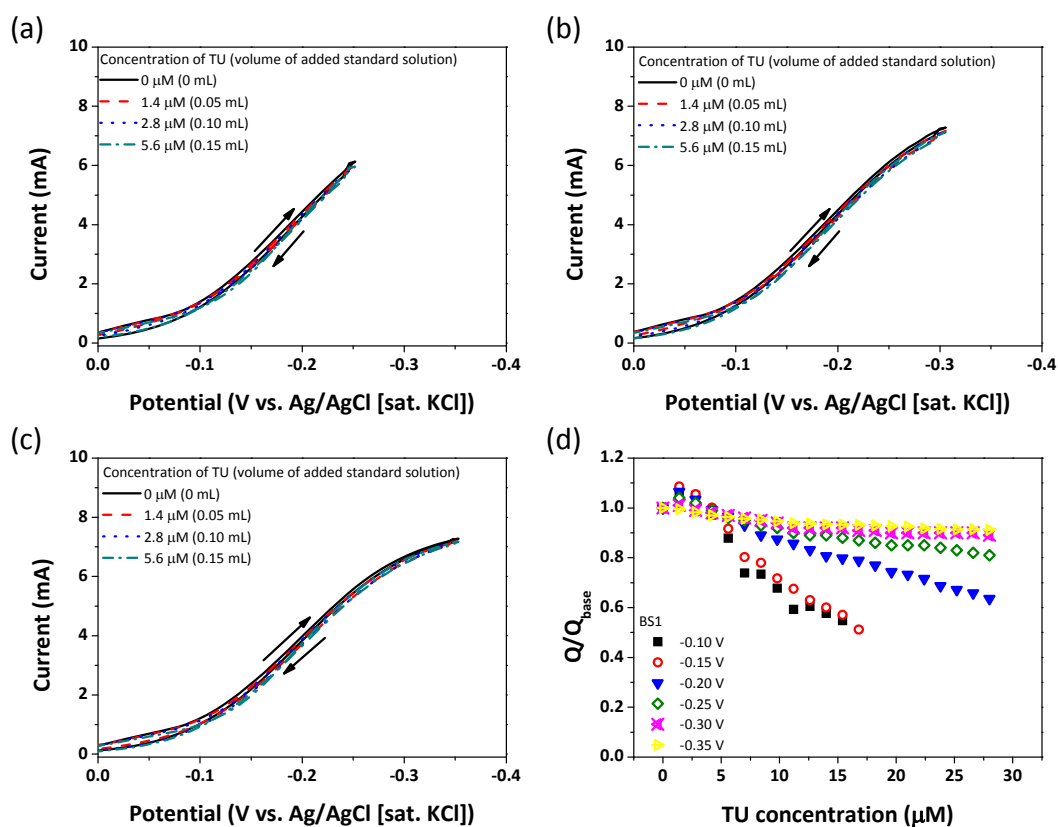 (a)
10
8
6
4
2
0
Current (mA)
Concentration of TU (volume of added standard solution)
0 μM (0 mL)
1.4 μM (0.05 mL)
2.8 μM (0.10 mL)
5.6 μM (0.15 mL)
0.0 -0.1 -0.2 -0.3 -0.4
Potential (V vs. Ag/AgCl [sat. KCl])
(b)
10
8
6
4
2
0
Current (mA)
Concentration of TU (volume of added standard solution)
0 μM (0 mL)
1.4 μM (0.05 mL)
2.8 μM (0.10 mL)
5.6 μM (0.15 mL)
0.0 -0.1 -0.2 -0.3 -0.4
Potential (V vs. Ag/AgCl [sat. KCl])
(c)
10
8
6
4
2
0
Current (mA)
Concentration of TU (volume of added standard solution)
0 μM (0 mL)
1.4 μM (0.05 mL)
2.8 μM (0.10 mL)
5.6 μM (0.15 mL)
0.0 -0.1 -0.2 -0.3 -0.4
Potential (V vs. Ag/AgCl [sat. KCl])
(d)
1.2
1.0
0.8
0.6
0.4
0.2
0.0
Q/Qbase
BS1
-0.10 V
-0.15 V
-0.20 V
-0.25 V
-0.30 V
-0.35 V
0 5 10 15 20 25 30
TU concentration (μM)